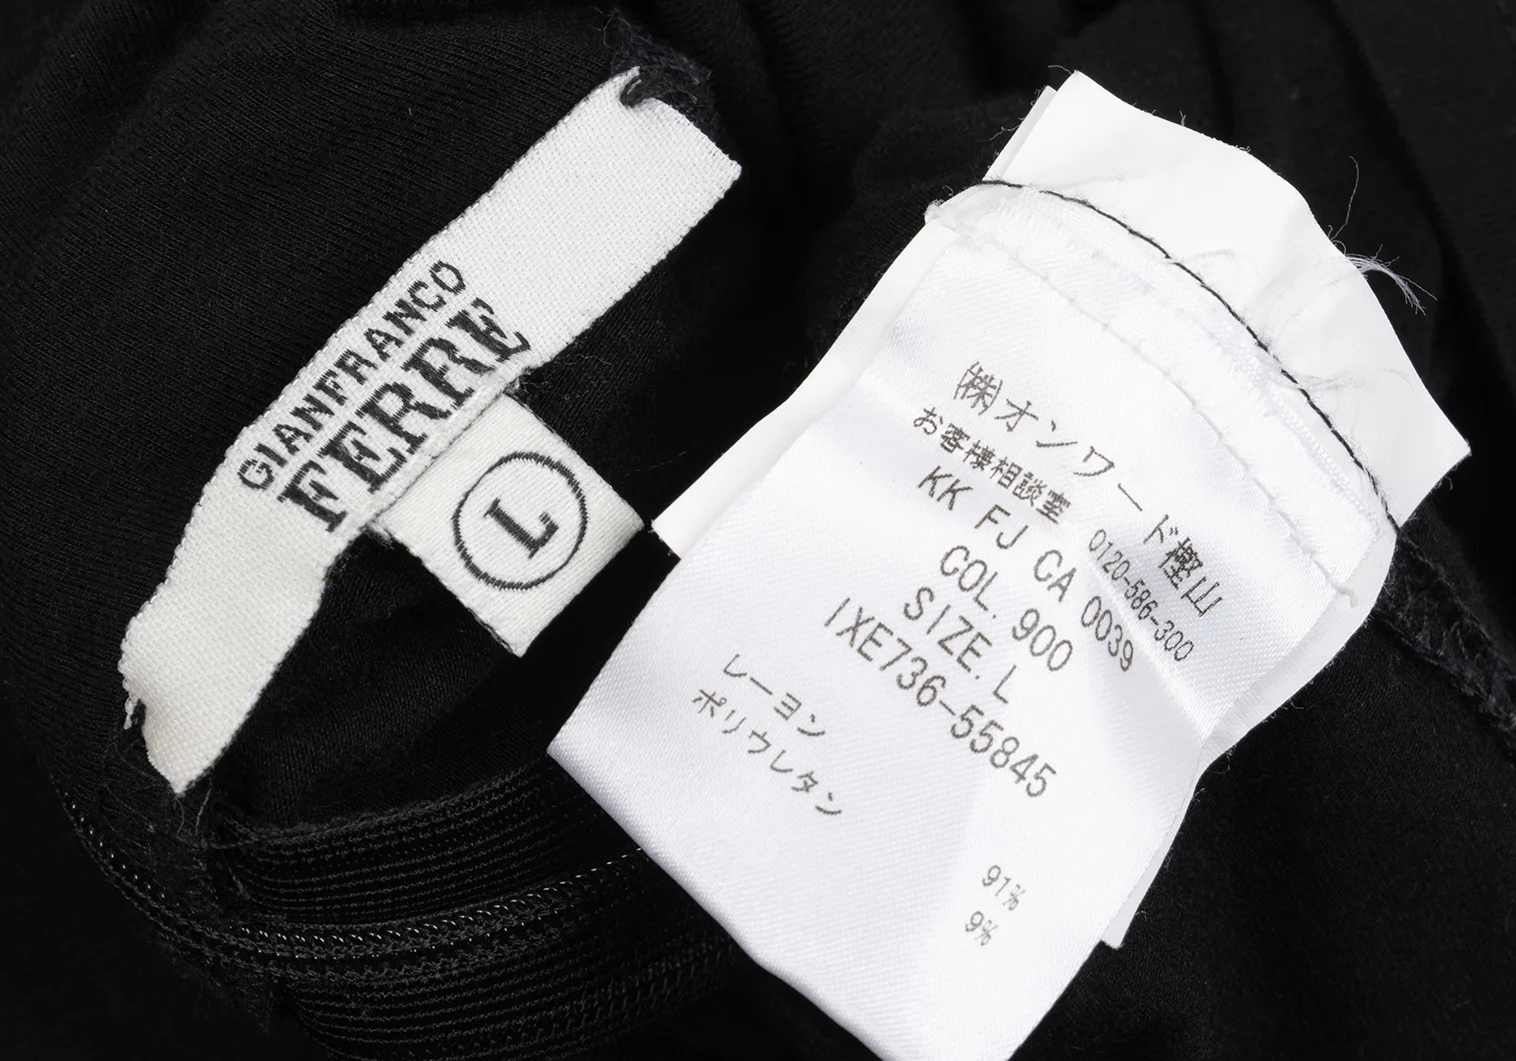 GIANFRANCO
FERRE
L
㈱オンワード樫山
お客様相談室 0120-586-300
KK FJ CA 0039
COL. 900
SIZE. L
IXE736-55845
レーヨン 91%
ポリウレタン 9%